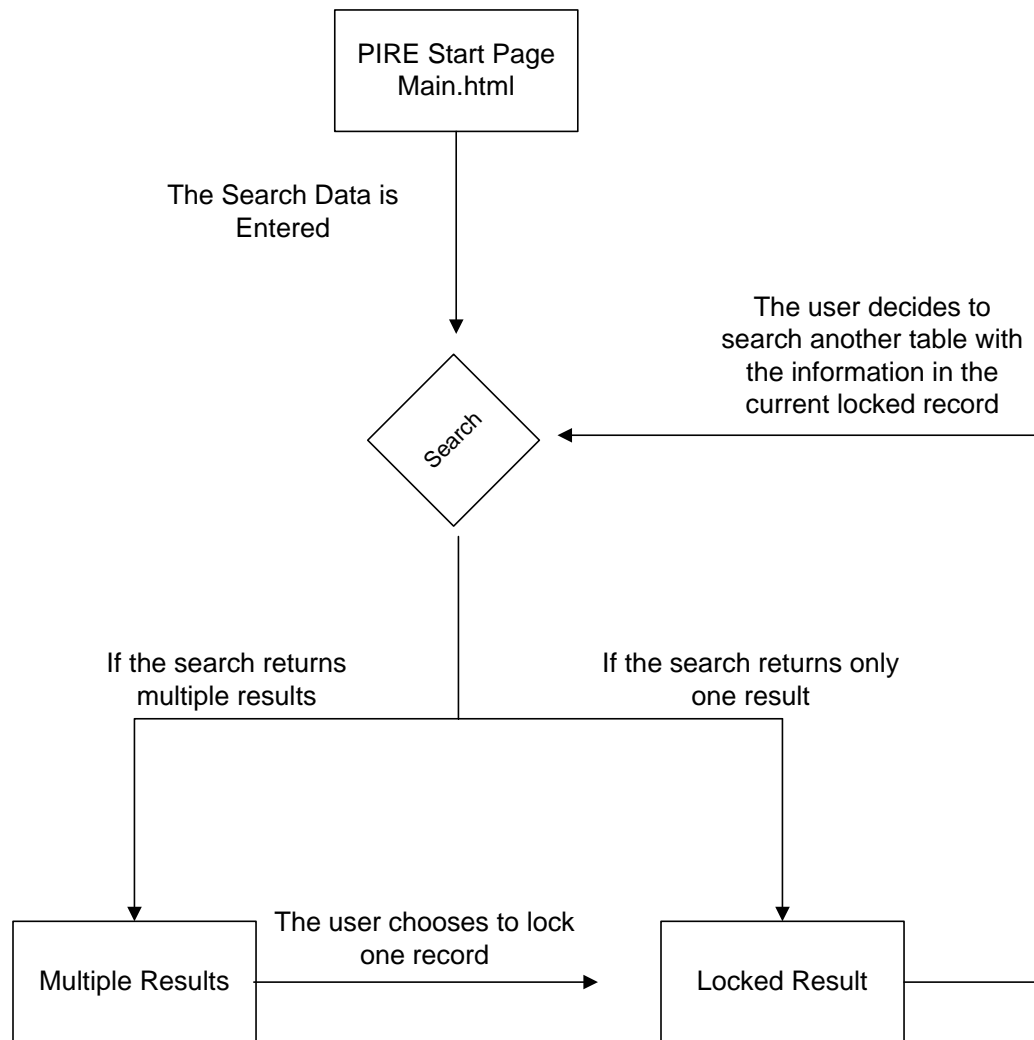 PIRE Start Page
Main.html
The Search Data is
Entered
The user decides to
search another table with
the information in the
current locked record
Search
If the search returns
multiple results
If the search returns only
one result
Multiple Results
The user chooses to lock
one record
Locked Result